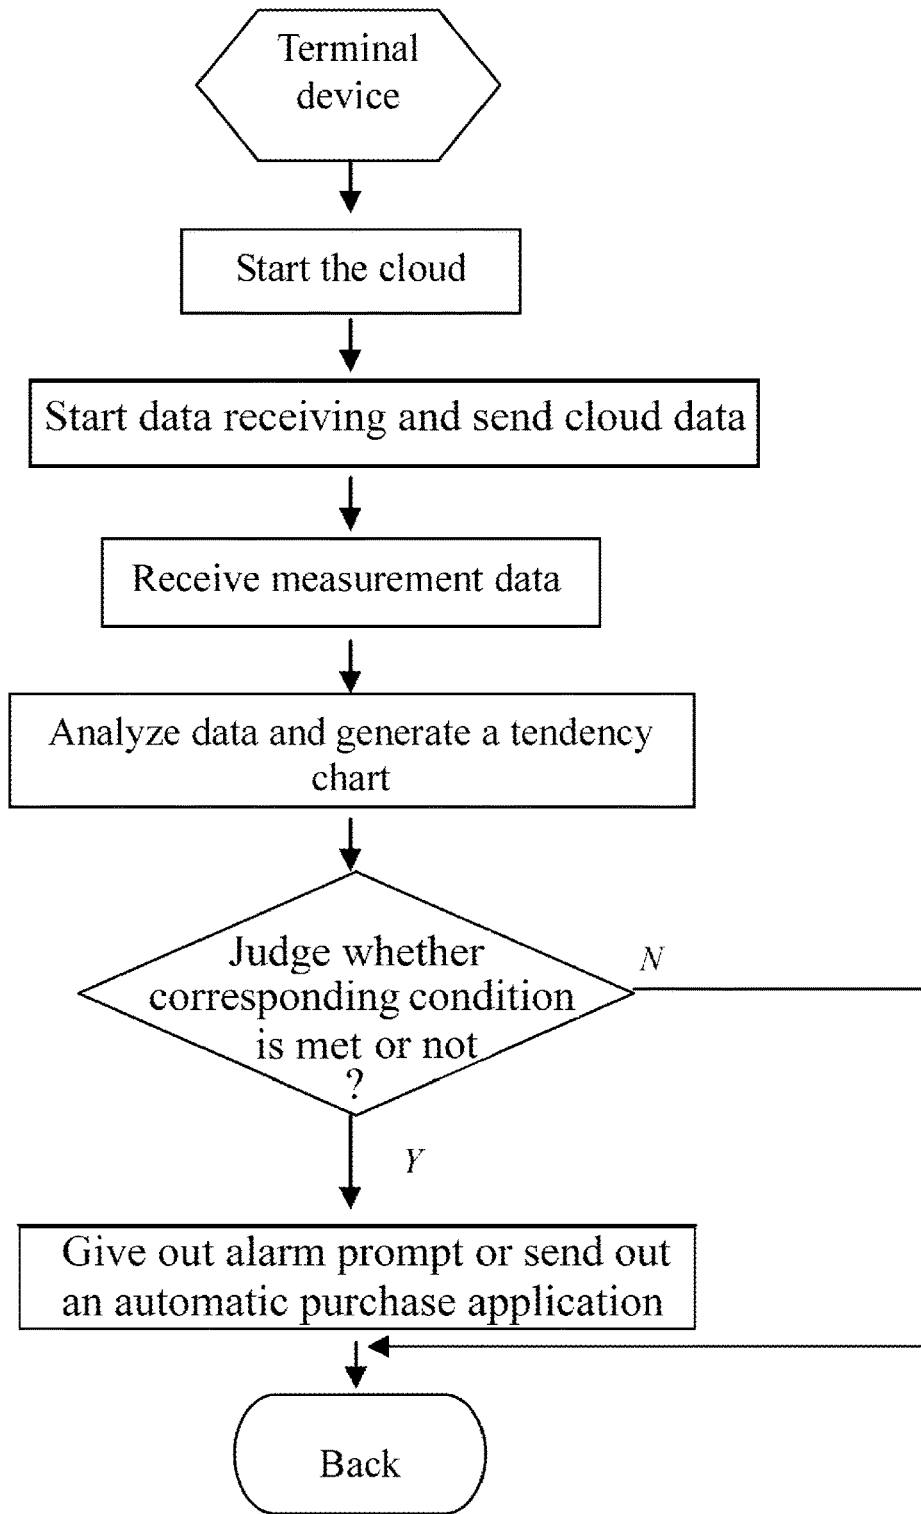 Terminal
device
Start the cloud
Start data receiving and send cloud data
Receive measurement data
Analyze data and generate a tendency
chart
Judge whether
corresponding condition
is met or not
?
N
Y
Give out alarm prompt or send out
an automatic purchase application
Back